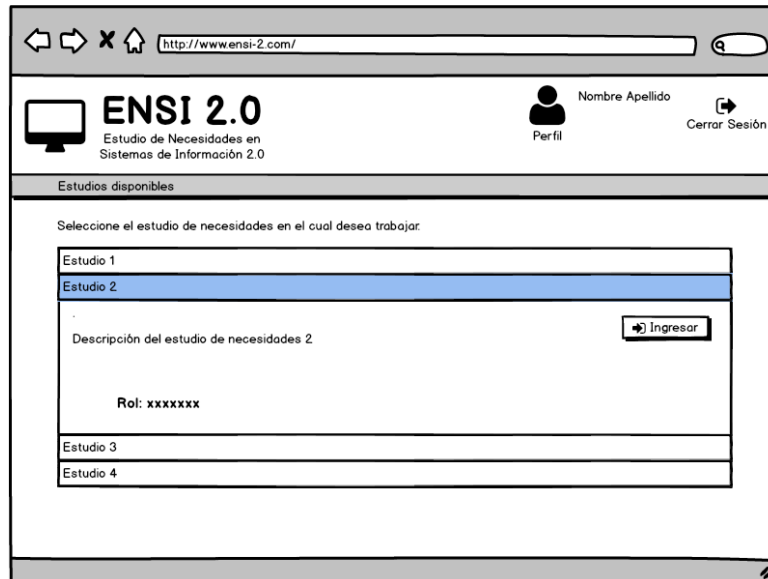 http://www.ensi-2.com/
ENSI 2.0
Estudio de Necesidades en
Sistemas de Información 2.0
Perfil
Nombre Apellido
Cerrar Sesión
Estudios disponibles
Seleccione el estudio de necesidades en el cual desea trabajar.
Estudio 1
Estudio 2
.
Descripción del estudio de necesidades 2
Ingresar
Rol: xxxxxxx
Estudio 3
Estudio 4